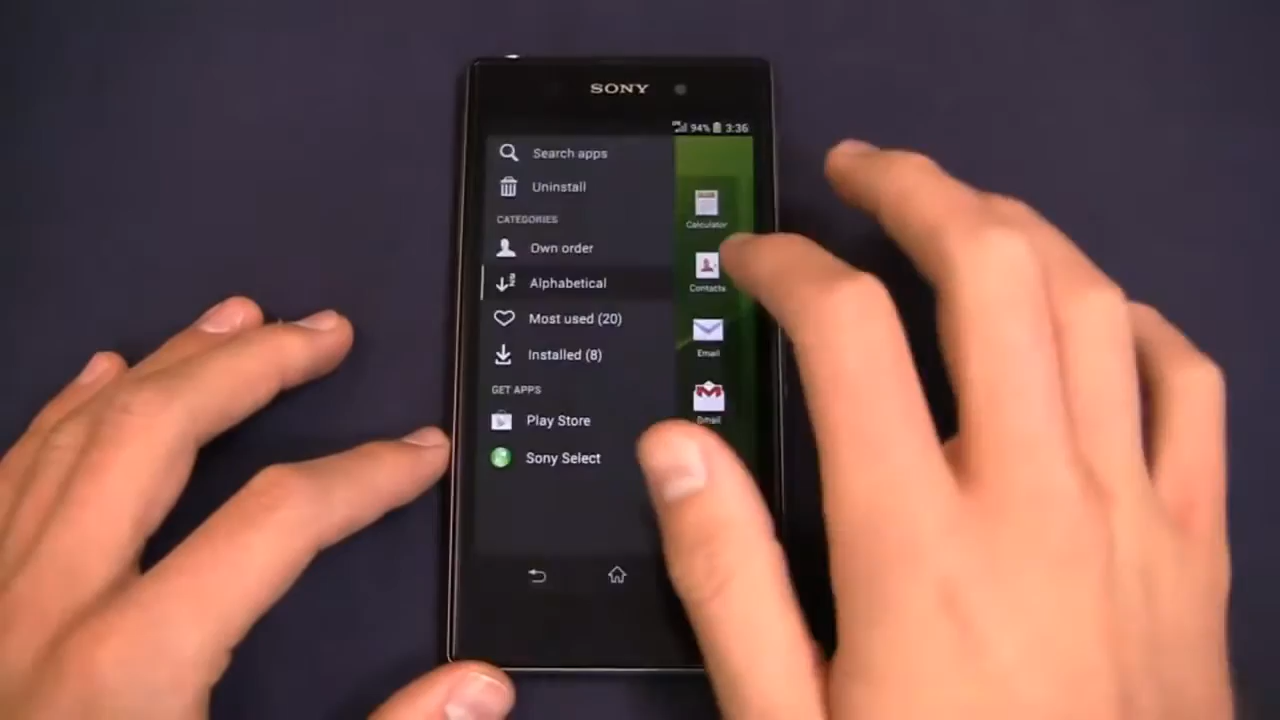 SONY
94% 3:36
Search apps
Uninstall
CATEGORIES
Own order
Alphabetical
Most used (20)
Installed (8)
GET APPS
Play Store
Sony Select
Calculator
Contacts
Email
Gmail